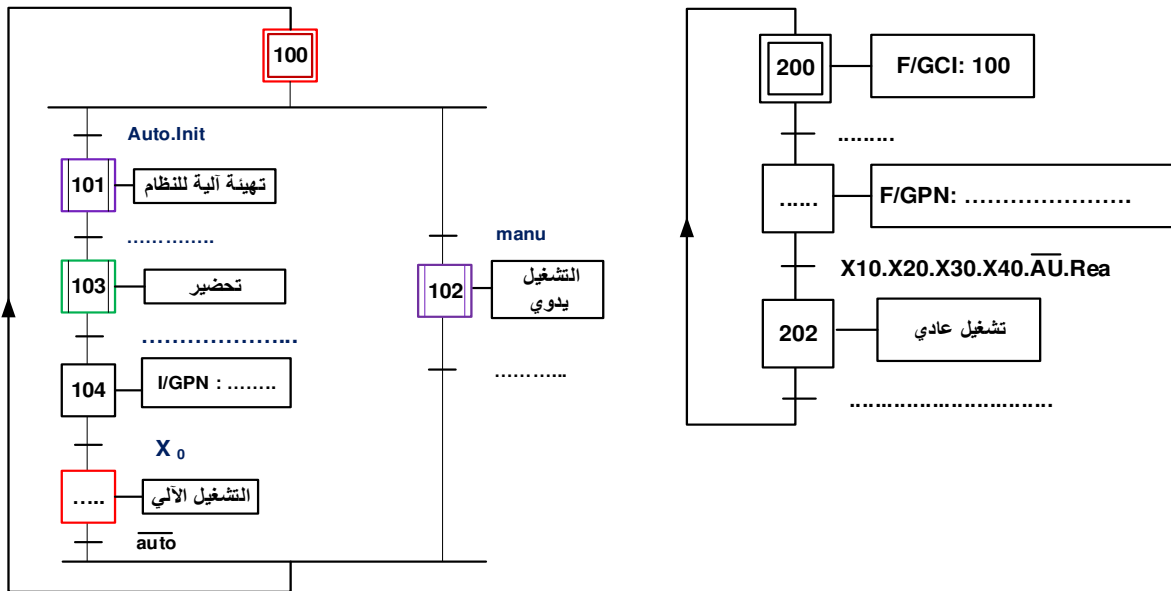 100
Auto.Init
101
تهيئة آلية للنظام
..............
103
تحضير
......................
104
I/GPN : ........
X 0
.....
التشغيل الآلي
auto
manu
102
التشغيل
يدوي
...........
200
F/GCI: 100
.........
......
F/GPN: ........................
X10.X20.X30.X40.A̅U̅.Rea
202
تشغيل عادي
................................